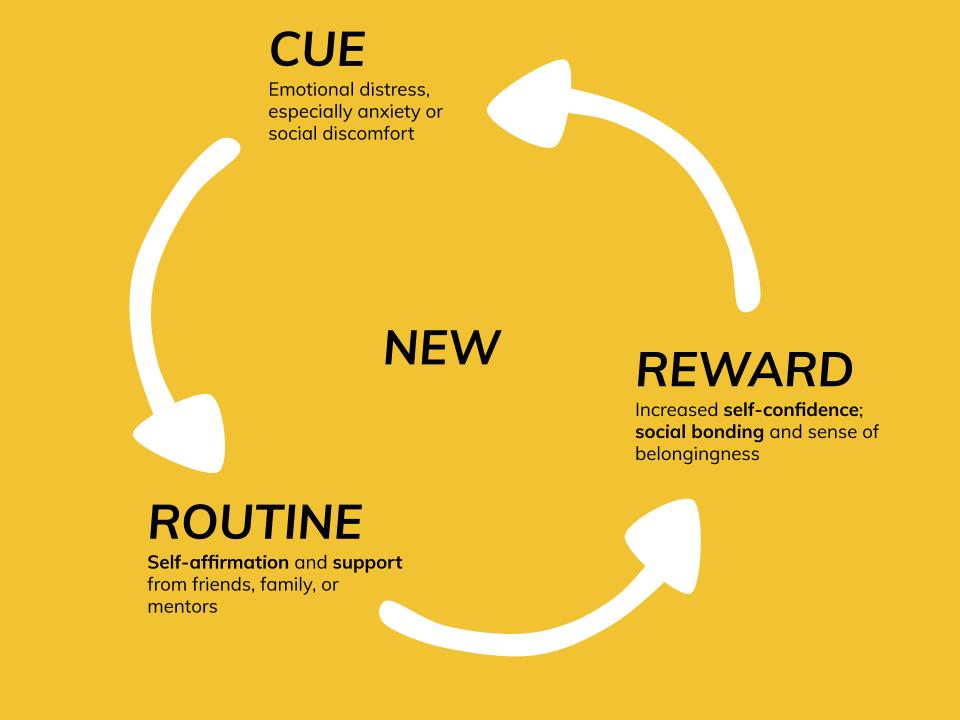 CUE
Emotional distress,
especially anxiety or
social discomfort
NEW
REWARD
Increased self-confidence;
social bonding and sense of
belongingness
ROUTINE
Self-affirmation and support
from friends, family, or
mentors